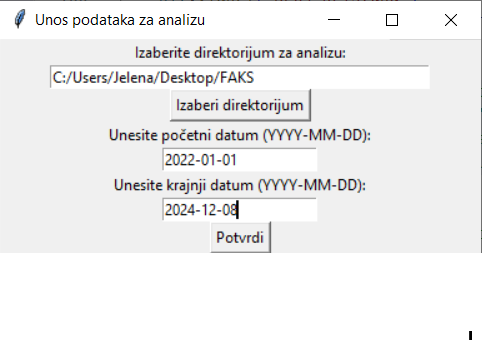 Unos podataka za analizu
Izaberite direktorijum za analizu:
C:/Users/Jelena/Desktop/FAKS
Izaberi direktorijum
Unesite početni datum (YYYY-MM-DD):
2022-01-01
Unesite krajnji datum (YYYY-MM-DD):
2024-12-08
Potvrdi